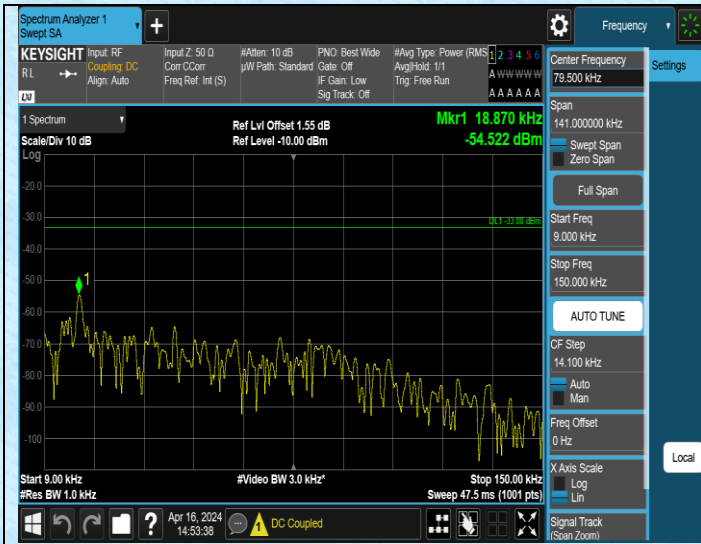 Spectrum Analyzer 1
Swept SA
Frequency
KEYSIGHT
R L
LXI
Input: RF
Coupling: DC
Align: Auto
Input Z: 50 Ω
Corr CCorr
Freq Ref: Int (S)
#Atten: 10 dB
µW Path: Standard
PNO: Best Wide
Gate: Off
IF Gain: Low
Sig Track: Off
#Avg Type: Power (RMS
Avg|Hold: 1/1
Trig: Free Run
1 2 3 4 5 6
A W W W W W
A A A A A A
1 Spectrum
Scale/Div 10 dB
Log
Ref Lvl Offset 1.55 dB
Ref Level -10.00 dBm
Mkr1 18.870 kHz
-54.522 dBm
-20.0
-30.0
DL1 -33.00 dBm
-40.0
-50.0
1
-60.0
-70.0
-80.0
-90.0
-100
Start 9.00 kHz
#Res BW 1.0 kHz
#Video BW 3.0 kHz*
Stop 150.00 kHz
Sweep 47.5 ms (1001 pts)
?
Apr 16, 2024
14:53:38
1
DC Coupled
Center Frequency
79.500 kHz
Span
141.000000 kHz
Swept Span
Zero Span
Full Span
Start Freq
9.000 kHz
Stop Freq
150.000 kHz
AUTO TUNE
CF Step
14.100 kHz
Auto
Man
Freq Offset
0 Hz
X Axis Scale
Log
Lin
Signal Track
(Span Zoom)
Settings
Local